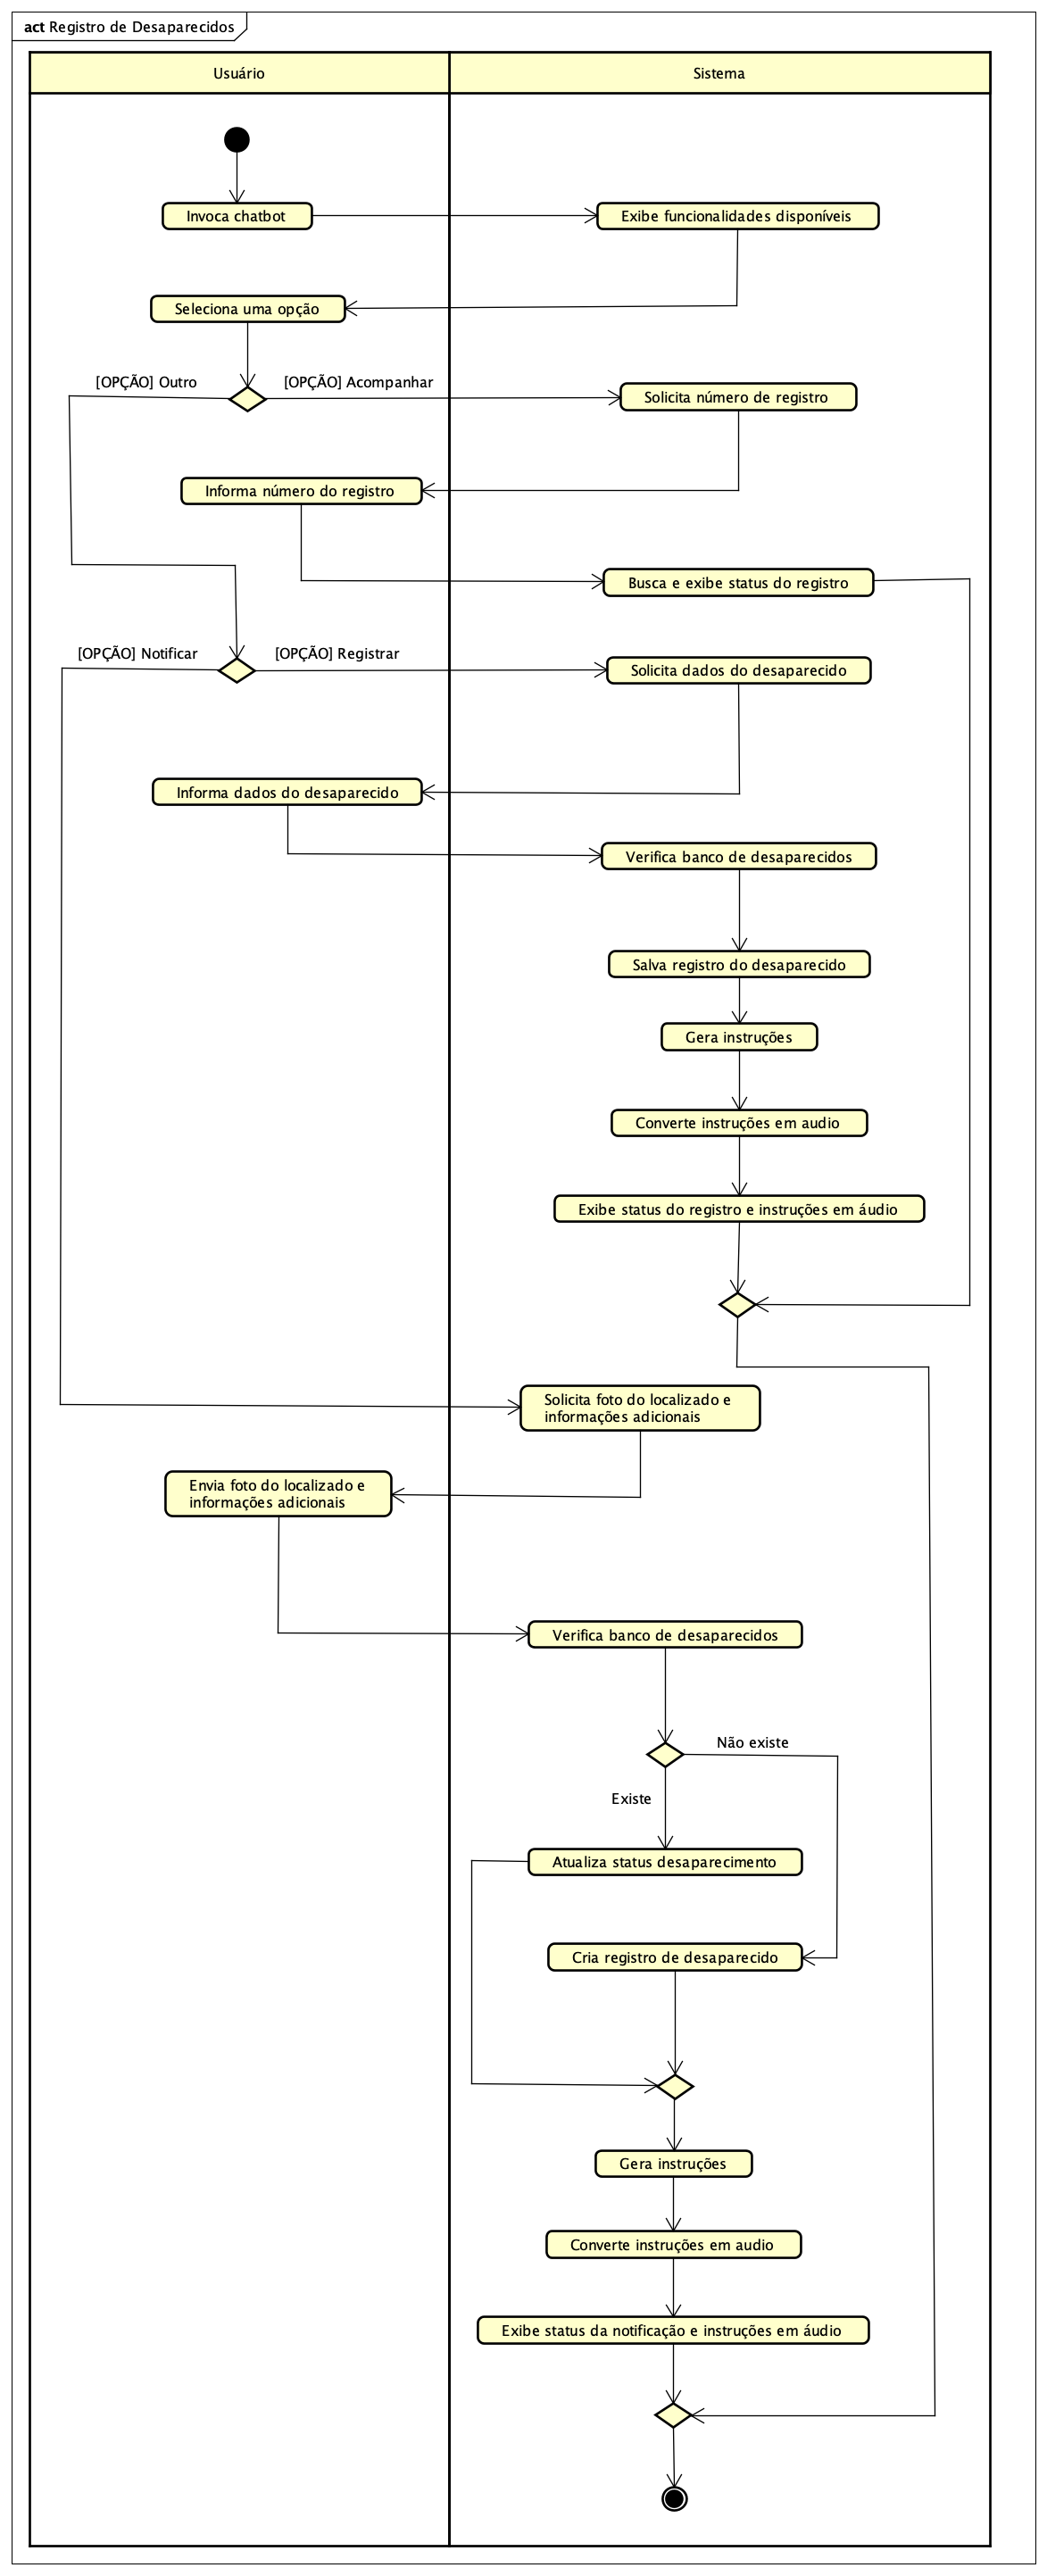 act Registro de Desaparecidos
Usuário
Sistema
Invoca chatbot
Exibe funcionalidades disponíveis
Seleciona uma opção
[OPÇÃO] Outro
[OPÇÃO] Acompanhar
Solicita número de registro
Informa número do registro
Busca e exibe status do registro
[OPÇÃO] Notificar
[OPÇÃO] Registrar
Solicita dados do desaparecido
Informa dados do desaparecido
Verifica banco de desaparecidos
Salva registro do desaparecido
Gera instruções
Converte instruções em audio
Exibe status do registro e instruções em áudio
Solicita foto do localizado e
informações adicionais
Envia foto do localizado e
informações adicionais
Verifica banco de desaparecidos
Não existe
Existe
Atualiza status desaparecimento
Cria registro de desaparecido
Gera instruções
Converte instruções em audio
Exibe status da notificação e instruções em áudio